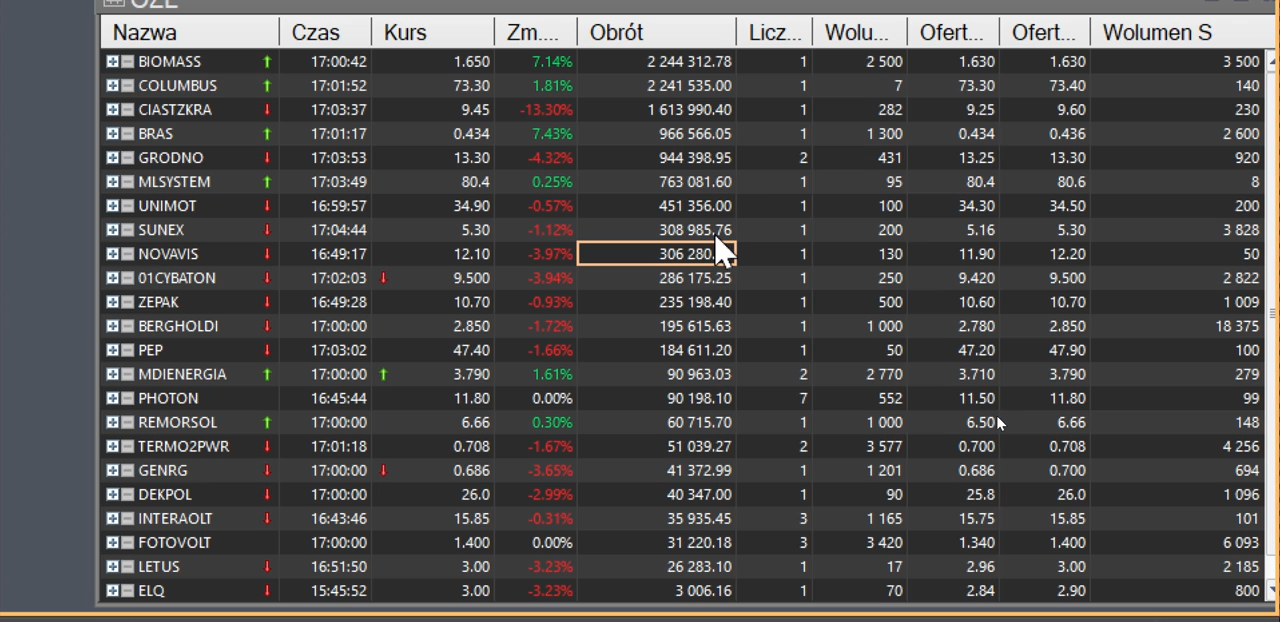 OZE
Nazwa Czas Kurs Zm.... Obrót Licz... Wolu... Ofert... Ofert... Wolumen S
BIOMASS 17:00:42 1.650 7.14% 2 244 312.78 1 2 500 1.630 1.630 3 500
COLUMBUS 17:01:52 73.30 1.81% 2 241 535.00 1 7 73.30 73.40 140
CIASTZKRA 17:03:37 9.45 -13.30% 1 613 990.40 1 282 9.25 9.60 230
BRAS 17:01:17 0.434 7.43% 966 566.05 1 1 300 0.434 0.436 2 600
GRODNO 17:03:53 13.30 -4.32% 944 398.95 2 431 13.25 13.30 920
MLSYSTEM 17:03:49 80.4 0.25% 763 081.60 1 95 80.4 80.6 8
UNIMOT 16:59:57 34.90 -0.57% 451 356.00 1 100 34.30 34.50 200
SUNEX 17:04:44 5.30 -1.12% 308 985.76 1 200 5.16 5.30 3 828
NOVAVIS 16:49:17 12.10 -3.97% 306 280. 1 130 11.90 12.20 50
01CYBATON 17:02:03 9.500 -3.94% 286 175.25 1 250 9.420 9.500 2 822
ZEPAK 16:49:28 10.70 -0.93% 235 198.40 1 500 10.60 10.70 1 009
BERGHOLDI 17:00:00 2.850 -1.72% 195 615.63 1 1 000 2.780 2.850 18 375
PEP 17:03:02 47.40 -1.66% 184 611.20 1 50 47.20 47.90 100
MDIENERGIA 17:00:00 3.790 1.61% 90 963.03 2 2 770 3.710 3.790 279
PHOTON 16:45:44 11.80 0.00% 90 198.10 7 552 11.50 11.80 99
REMORSOL 17:00:00 6.66 0.30% 60 715.70 1 1 000 6.50 6.66 148
TERMO2PWR 17:01:18 0.708 -1.67% 51 039.27 2 3 577 0.700 0.708 4 256
GENRG 17:00:00 0.686 -3.65% 41 372.99 1 1 201 0.686 0.700 694
DEKPOL 17:00:00 26.0 -2.99% 40 347.00 1 90 25.8 26.0 1 096
INTERAOLT 16:43:46 15.85 -0.31% 35 935.45 3 1 165 15.75 15.85 101
FOTOVOLT 17:00:00 1.400 0.00% 31 220.18 3 3 420 1.340 1.400 6 093
LETUS 16:51:50 3.00 -3.23% 26 283.10 1 17 2.96 3.00 2 185
ELQ 15:45:52 3.00 -3.23% 3 006.16 1 70 2.84 2.90 800